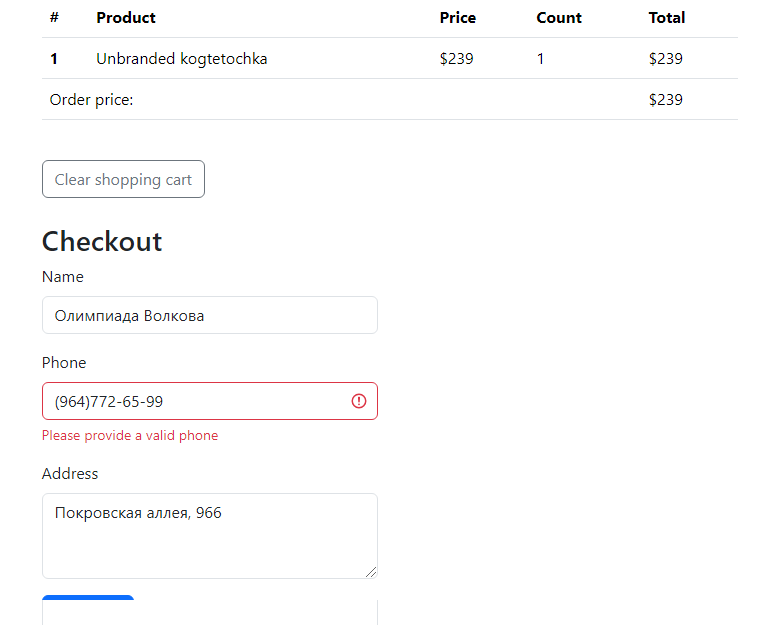 # Product Price Count Total
1 Unbranded kogtetochka $239 1 $239
Order price: $239
Clear shopping cart
Checkout
Name
Олимпиада Волкова
Phone
(964)772-65-99
Please provide a valid phone
Address
Покровская аллея, 966